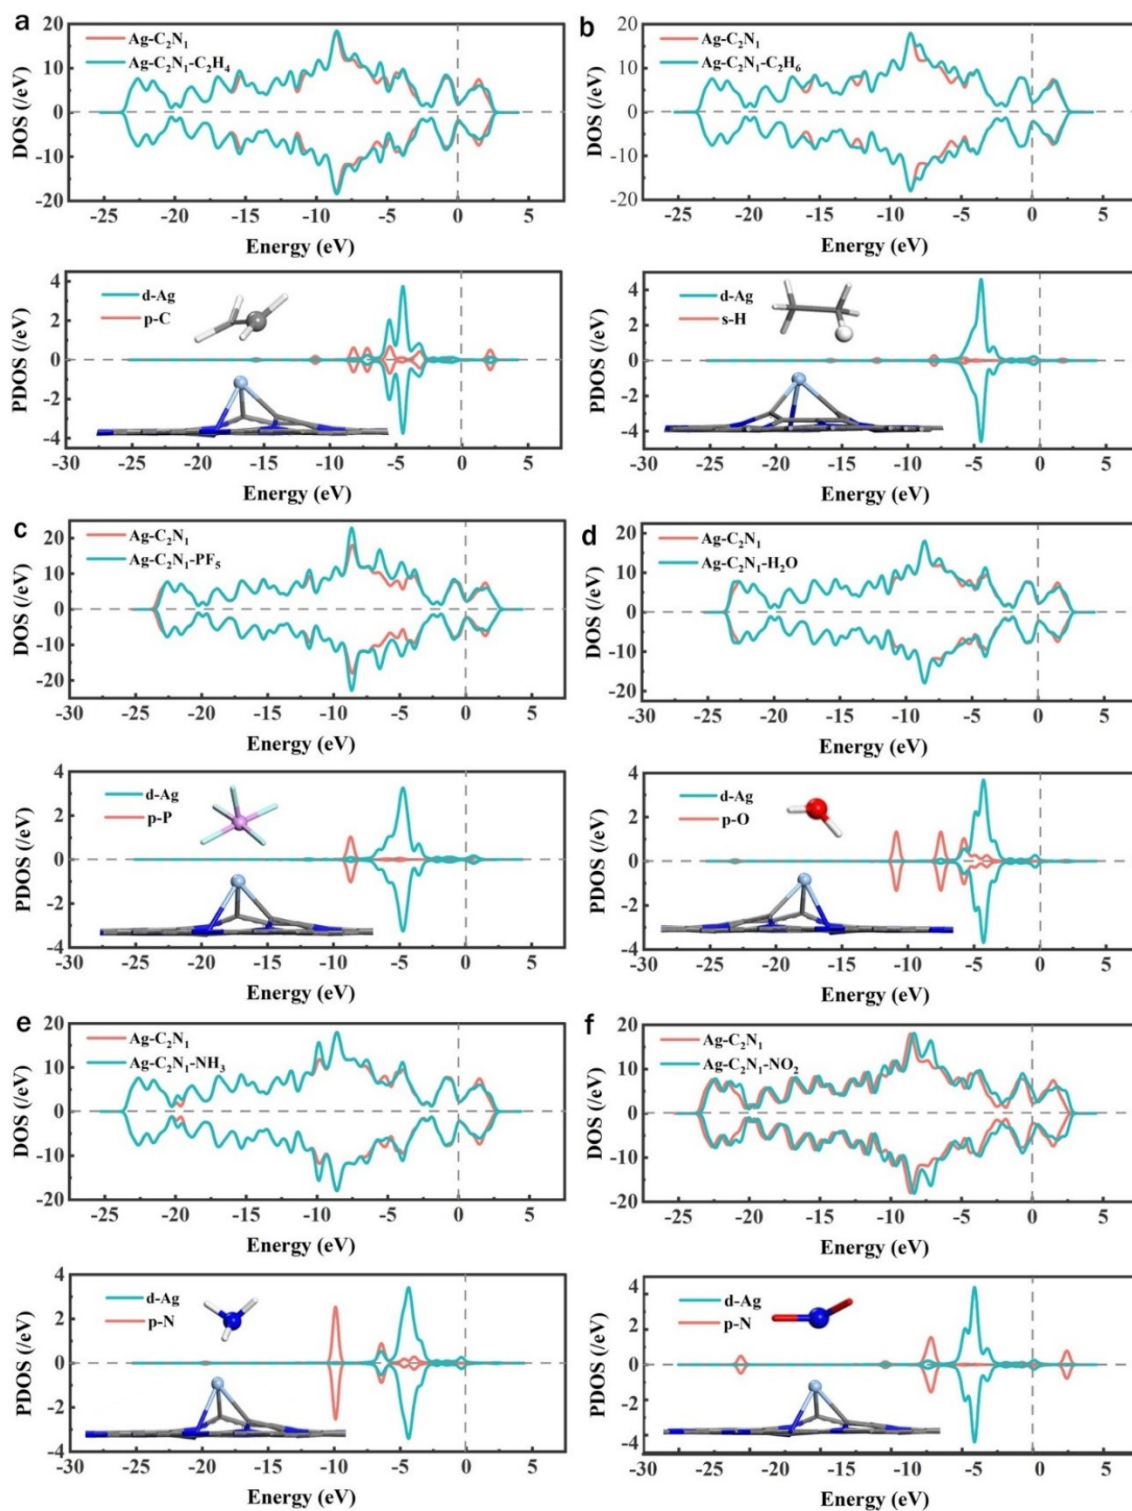 a
20
10
0
-10
-20
DOS (/eV)
Ag-C₂N₁
Ag-C₂N₁-C₂H₄
-25 -20 -15 -10 -5 0 5
Energy (eV)
4
2
0
-2
-4
PDOS (/eV)
d-Ag
p-C
-30 -25 -20 -15 -10 -5 0 5
Energy (eV)
b
20
10
0
-10
-20
DOS (/eV)
Ag-C₂N₁
Ag-C₂N₁-C₂H₆
-25 -20 -15 -10 -5 0 5
Energy (eV)
4
2
0
-2
-4
PDOS (/eV)
d-Ag
s-H
-30 -25 -20 -15 -10 -5 0 5
Energy (eV)
c
20
10
0
-10
-20
DOS (/eV)
Ag-C₂N₁
Ag-C₂N₁-PF₅
-30 -25 -20 -15 -10 -5 0 5
Energy (eV)
4
2
0
-2
-4
PDOS (/eV)
d-Ag
p-P
-30 -25 -20 -15 -10 -5 0 5
Energy (eV)
d
20
10
0
-10
-20
DOS (/eV)
Ag-C₂N₁
Ag-C₂N₁-H₂O
-30 -25 -20 -15 -10 -5 0 5
Energy (eV)
4
2
0
-2
-4
PDOS (/eV)
d-Ag
p-O
-30 -25 -20 -15 -10 -5 0 5
Energy (eV)
e
20
10
0
-10
-20
DOS (/eV)
Ag-C₂N₁
Ag-C₂N₁-NH₃
-25 -20 -15 -10 -5 0 5
Energy (eV)
4
2
0
-2
-4
PDOS (/eV)
d-Ag
p-N
-30 -25 -20 -15 -10 -5 0 5
Energy (eV)
f
20
10
0
-10
-20
DOS (/eV)
Ag-C₂N₁
Ag-C₂N₁-NO₂
-25 -20 -15 -10 -5 0 5
Energy (eV)
4
2
0
-2
-4
PDOS (/eV)
d-Ag
p-N
-30 -25 -20 -15 -10 -5 0 5
Energy (eV)